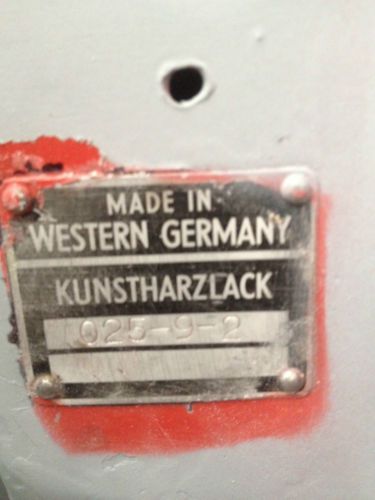 MADE IN
WESTERN GERMANY
KUNSTHARZLACK
025-9-2